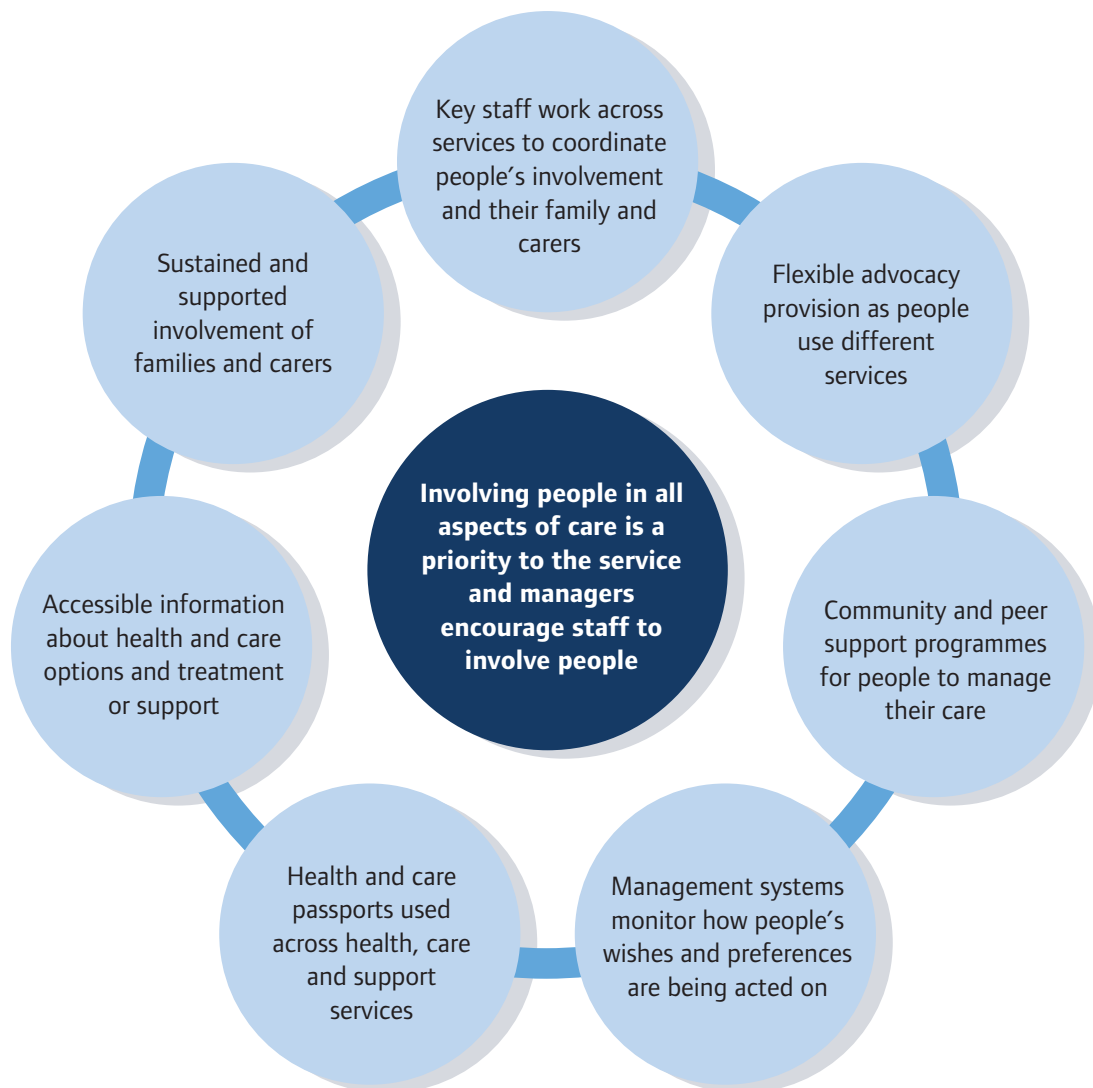 Key staff work across
services to coordinate
people’s involvement
and their family and
carers
Flexible advocacy
provision as people
use different
services
Community and peer
support programmes
for people to manage
their care
Management systems
monitor how people’s
wishes and preferences
are being acted on
Health and care
passports used
across health, care
and support
services
Accessible information
about health and care
options and treatment
or support
Sustained and
supported
involvement of
families and carers
Involving people in all
aspects of care is a
priority to the service
and managers
encourage staff to
involve people